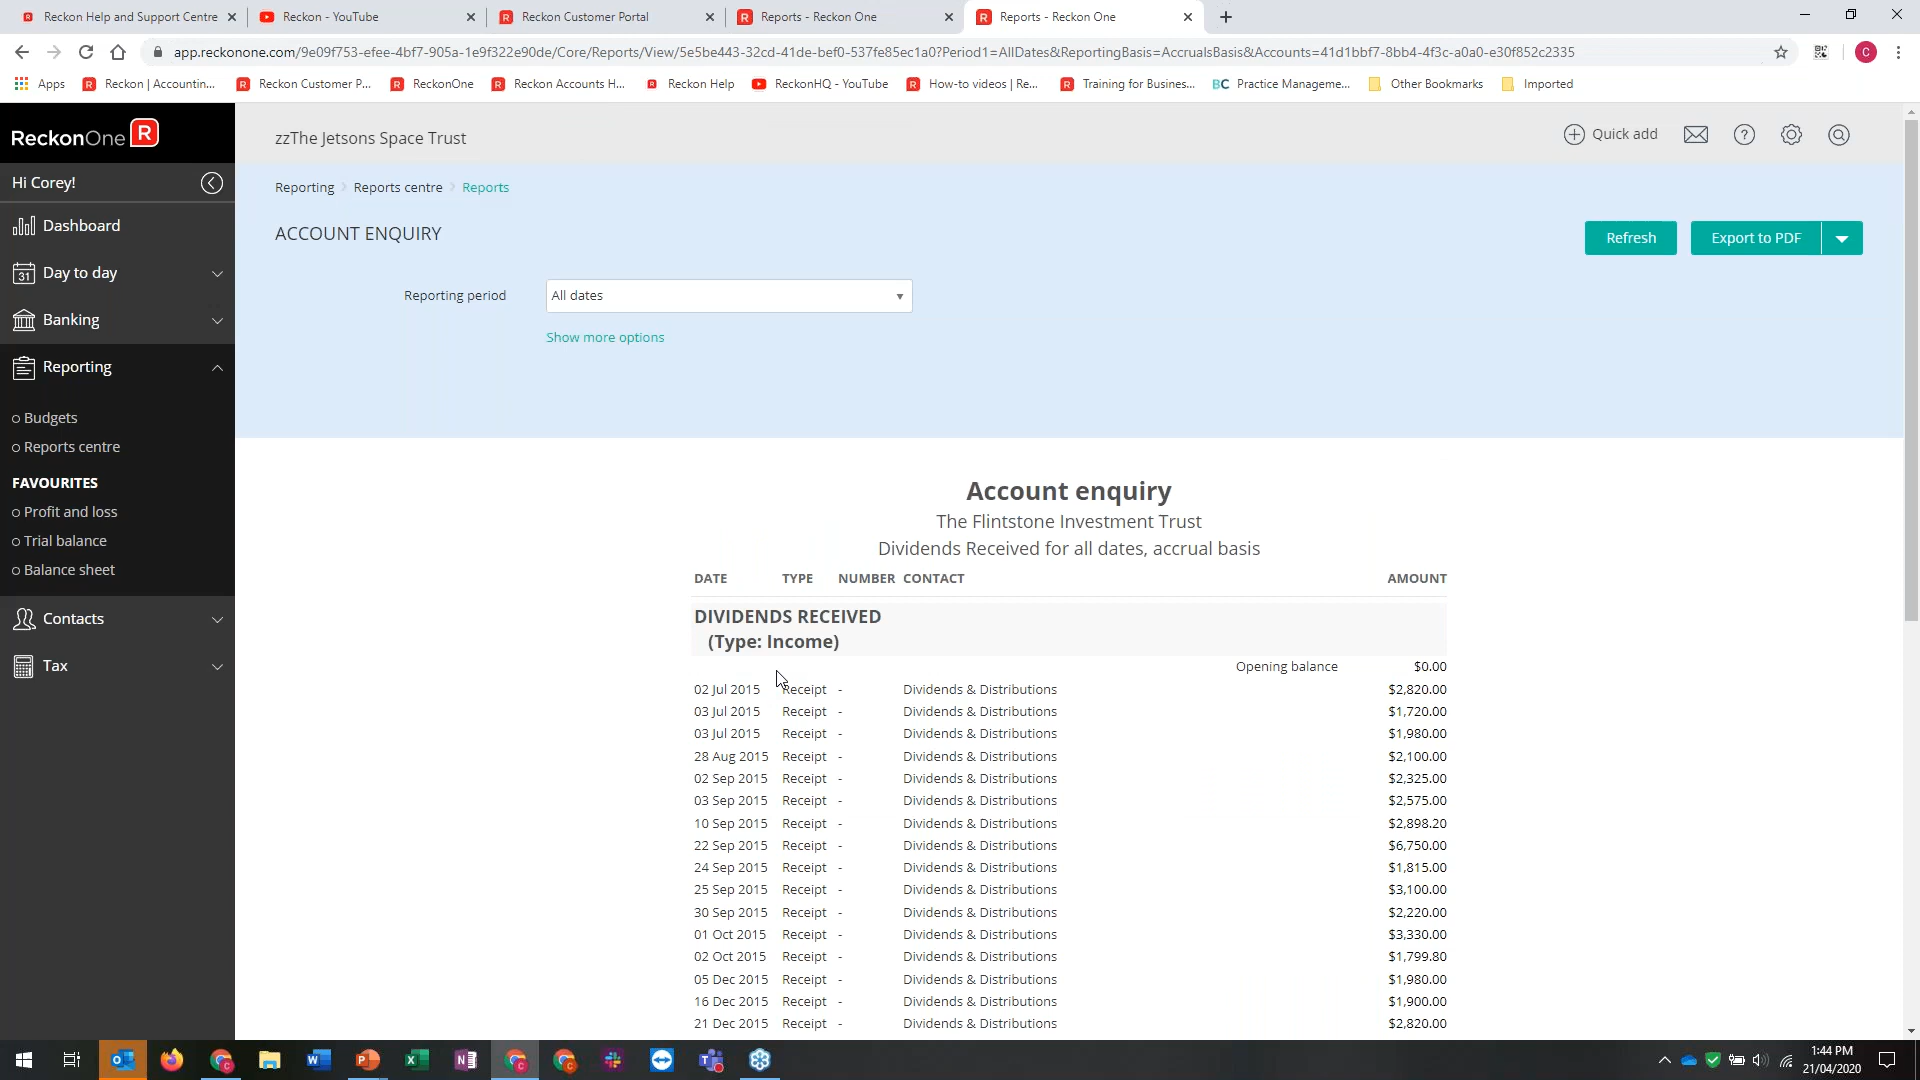 Reckon Help and Support Centre
Reckon - YouTube
Reckon Customer Portal
Reports - Reckon One
Reports - Reckon One
app.reckonone.com/9e09f753-efee-4bf7-905a-1e9f322e90de/Core/Reports/View/5e5be443-32cd-41de-bef0-537fe85ec1a0?Period1=AllDates&ReportingBasis=AccrualsBasis&Accounts=41d1bbf7-8bb4-4f3c-a0a0-e30f852c2335
C
Apps
Reckon | Accountin...
Reckon Customer P...
ReckonOne
Reckon Accounts H...
Reckon Help
ReckonHQ - YouTube
How-to videos | Re...
Training for Busines...
BC Practice Manageme...
Other Bookmarks
Imported
ReckonOne R
zzThe Jetsons Space Trust
Quick add
Hi Corey!
Dashboard
31 Day to day
Banking
Reporting
Budgets
Reports centre
FAVOURITES
Profit and loss
Trial balance
Balance sheet
Contacts
Tax
Reporting
Reports centre
Reports
ACCOUNT ENQUIRY
Refresh
Export to PDF
Reporting period
All dates
Show more options
Account enquiry
The Flintstone Investment Trust
Dividends Received for all dates, accrual basis
DATE TYPE NUMBER CONTACT AMOUNT
DIVIDENDS RECEIVED
(Type: Income)
Opening balance $0.00
02 Jul 2015 Receipt - Dividends & Distributions $2,820.00
03 Jul 2015 Receipt - Dividends & Distributions $1,720.00
03 Jul 2015 Receipt - Dividends & Distributions $1,980.00
28 Aug 2015 Receipt - Dividends & Distributions $2,100.00
02 Sep 2015 Receipt - Dividends & Distributions $2,325.00
03 Sep 2015 Receipt - Dividends & Distributions $2,575.00
10 Sep 2015 Receipt - Dividends & Distributions $2,898.20
22 Sep 2015 Receipt - Dividends & Distributions $6,750.00
24 Sep 2015 Receipt - Dividends & Distributions $1,815.00
25 Sep 2015 Receipt - Dividends & Distributions $3,100.00
30 Sep 2015 Receipt - Dividends & Distributions $2,220.00
01 Oct 2015 Receipt - Dividends & Distributions $3,330.00
02 Oct 2015 Receipt - Dividends & Distributions $1,799.80
05 Dec 2015 Receipt - Dividends & Distributions $1,980.00
16 Dec 2015 Receipt - Dividends & Distributions $1,900.00
21 Dec 2015 Receipt - Dividends & Distributions $2,820.00
1:44 PM
21/04/2020